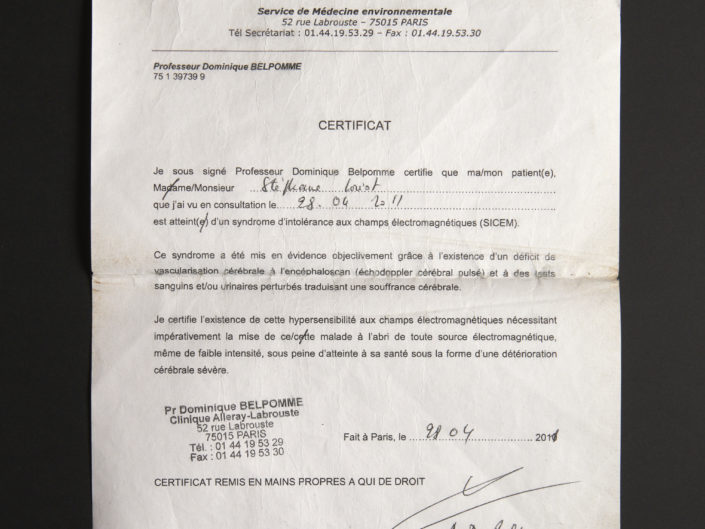 Service de Médecine environnementale
52 rue Labrouste – 75015 PARIS
Tél Secrétariat : 01.44.19.53.29 – Fax : 01.44.19.53.30
Professeur Dominique BELPOMME
75 1 39739 9
CERTIFICAT
Je soussigné Professeur Dominique Belpomme certifie que ma/mon patient(e),
Madame/Monsieur Stéphane
que j'ai vu en consultation le 28. 04 2011
est atteint(e) d'un syndrome d'intolérance aux champs électromagnétiques (SICEM).
Ce syndrome a été mis en évidence objectivement grâce à l'existence d'un déficit de
vascularisation cérébrale à l'encéphaloscan (échodoppler cérébral pulsé) et à des tests
sanguins et/ou urinaires perturbés traduisant une souffrance cérébrale.
Je certifie l'existence de cette hypersensibilité aux champs électromagnétiques nécessitant
impérativement la mise de ce/cette malade à l'abri de toute source électromagnétique,
même de faible intensité, sous peine d'atteinte à sa santé sous la forme d'une détérioration
cérébrale sévère.
Pr Dominique BELPOMME
Clinique Alleray-Labrouste
52 rue Labrouste
75015 PARIS
Tél. : 01 44 19 53 29
Fax : 01 44 19 53 30
Fait à Paris, le 28 04 2011
CERTIFICAT REMIS EN MAINS PROPRES A QUI DE DROIT